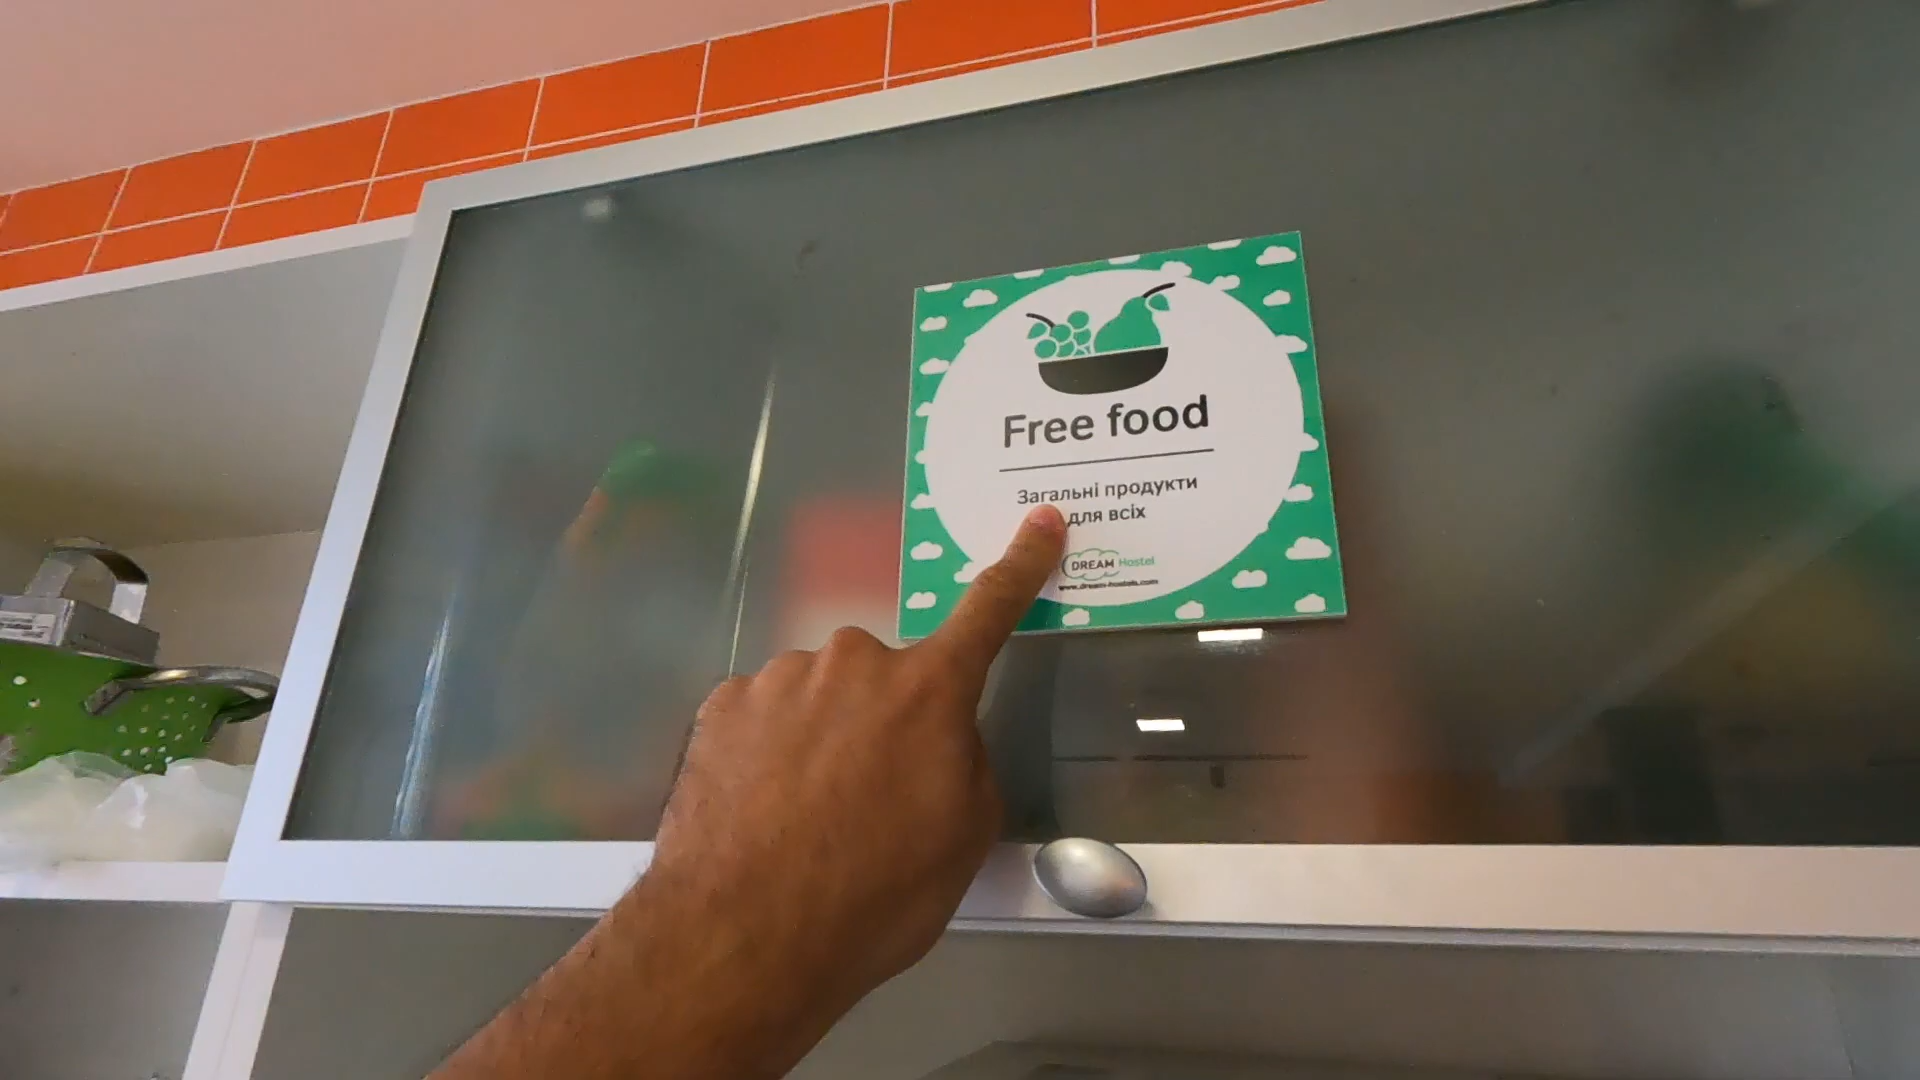 Free food
Загальні продукти
для всіх
DREAM Hostel
www.dream-hostels.com